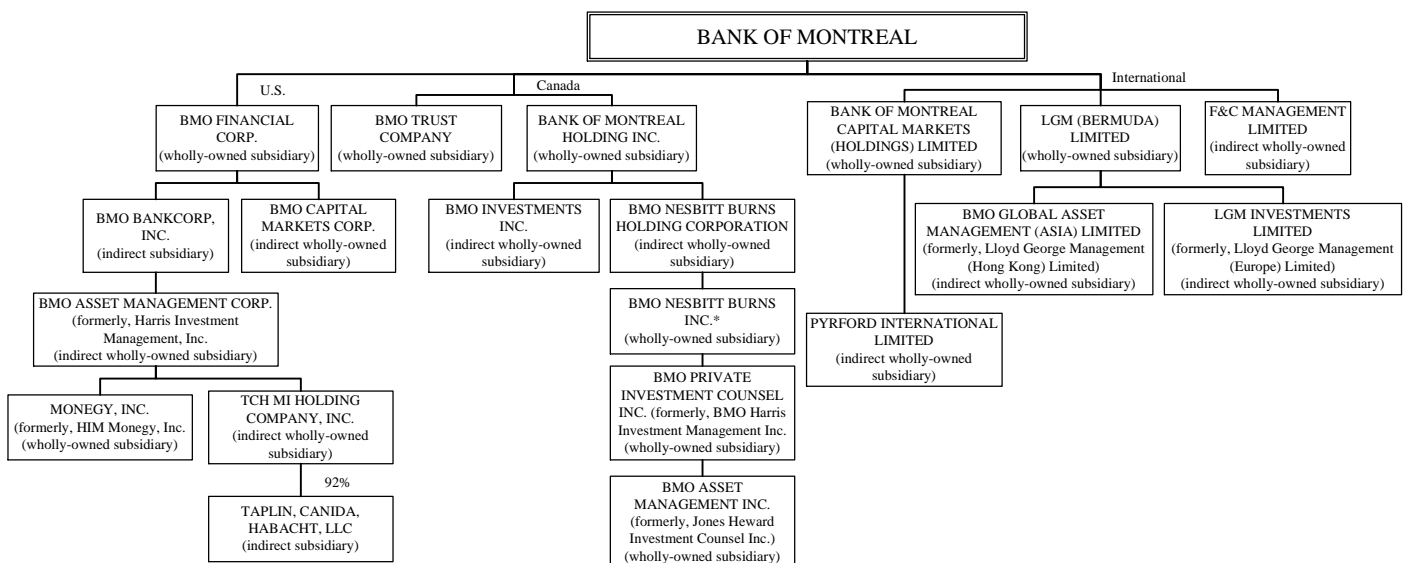 BANK OF MONTREAL
U.S.
Canada
International
BMO FINANCIAL
CORP.
(wholly-owned subsidiary)
BMO TRUST
COMPANY
(wholly-owned subsidiary)
BANK OF MONTREAL
HOLDING INC.
(wholly-owned subsidiary)
BANK OF MONTREAL
CAPITAL MARKETS
(HOLDINGS) LIMITED
(wholly-owned subsidiary)
LGM (BERMUDA)
LIMITED
(wholly-owned subsidiary)
F&C MANAGEMENT
LIMITED
(indirect wholly-owned
subsidiary)
BMO BANKCORP,
INC.
(indirect subsidiary)
BMO CAPITAL
MARKETS CORP.
(indirect wholly-owned
subsidiary)
BMO INVESTMENTS
INC.
(indirect wholly-owned
subsidiary)
BMO NESBITT BURNS
HOLDING CORPORATION
(indirect wholly-owned
subsidiary)
BMO GLOBAL ASSET
MANAGEMENT (ASIA) LIMITED
(formerly, Lloyd George Management
(Hong Kong) Limited)
(indirect wholly-owned subsidiary)
LGM INVESTMENTS
LIMITED
(formerly, Lloyd George Management
(Europe) Limited)
(indirect wholly-owned subsidiary)
BMO ASSET MANAGEMENT CORP.
(formerly, Harris Investment
Management, Inc.
(indirect wholly-owned subsidiary)
BMO NESBITT BURNS
INC.*
(wholly-owned subsidiary)
PYRFORD INTERNATIONAL
LIMITED
(indirect wholly-owned
subsidiary)
MONEGY, INC.
(formerly, HIM Monegy, Inc.
(wholly-owned subsidiary)
TCH MI HOLDING
COMPANY, INC.
(indirect wholly-owned
subsidiary)
BMO PRIVATE
INVESTMENT COUNSEL
INC. (formerly, BMO Harris
Investment Management Inc.
(wholly-owned subsidiary)
92%
TAPLIN, CANIDA,
HABACHT, LLC
(indirect subsidiary)
BMO ASSET
MANAGEMENT INC.
(formerly, Jones Heward
Investment Counsel Inc.)
(wholly-owned subsidiary)